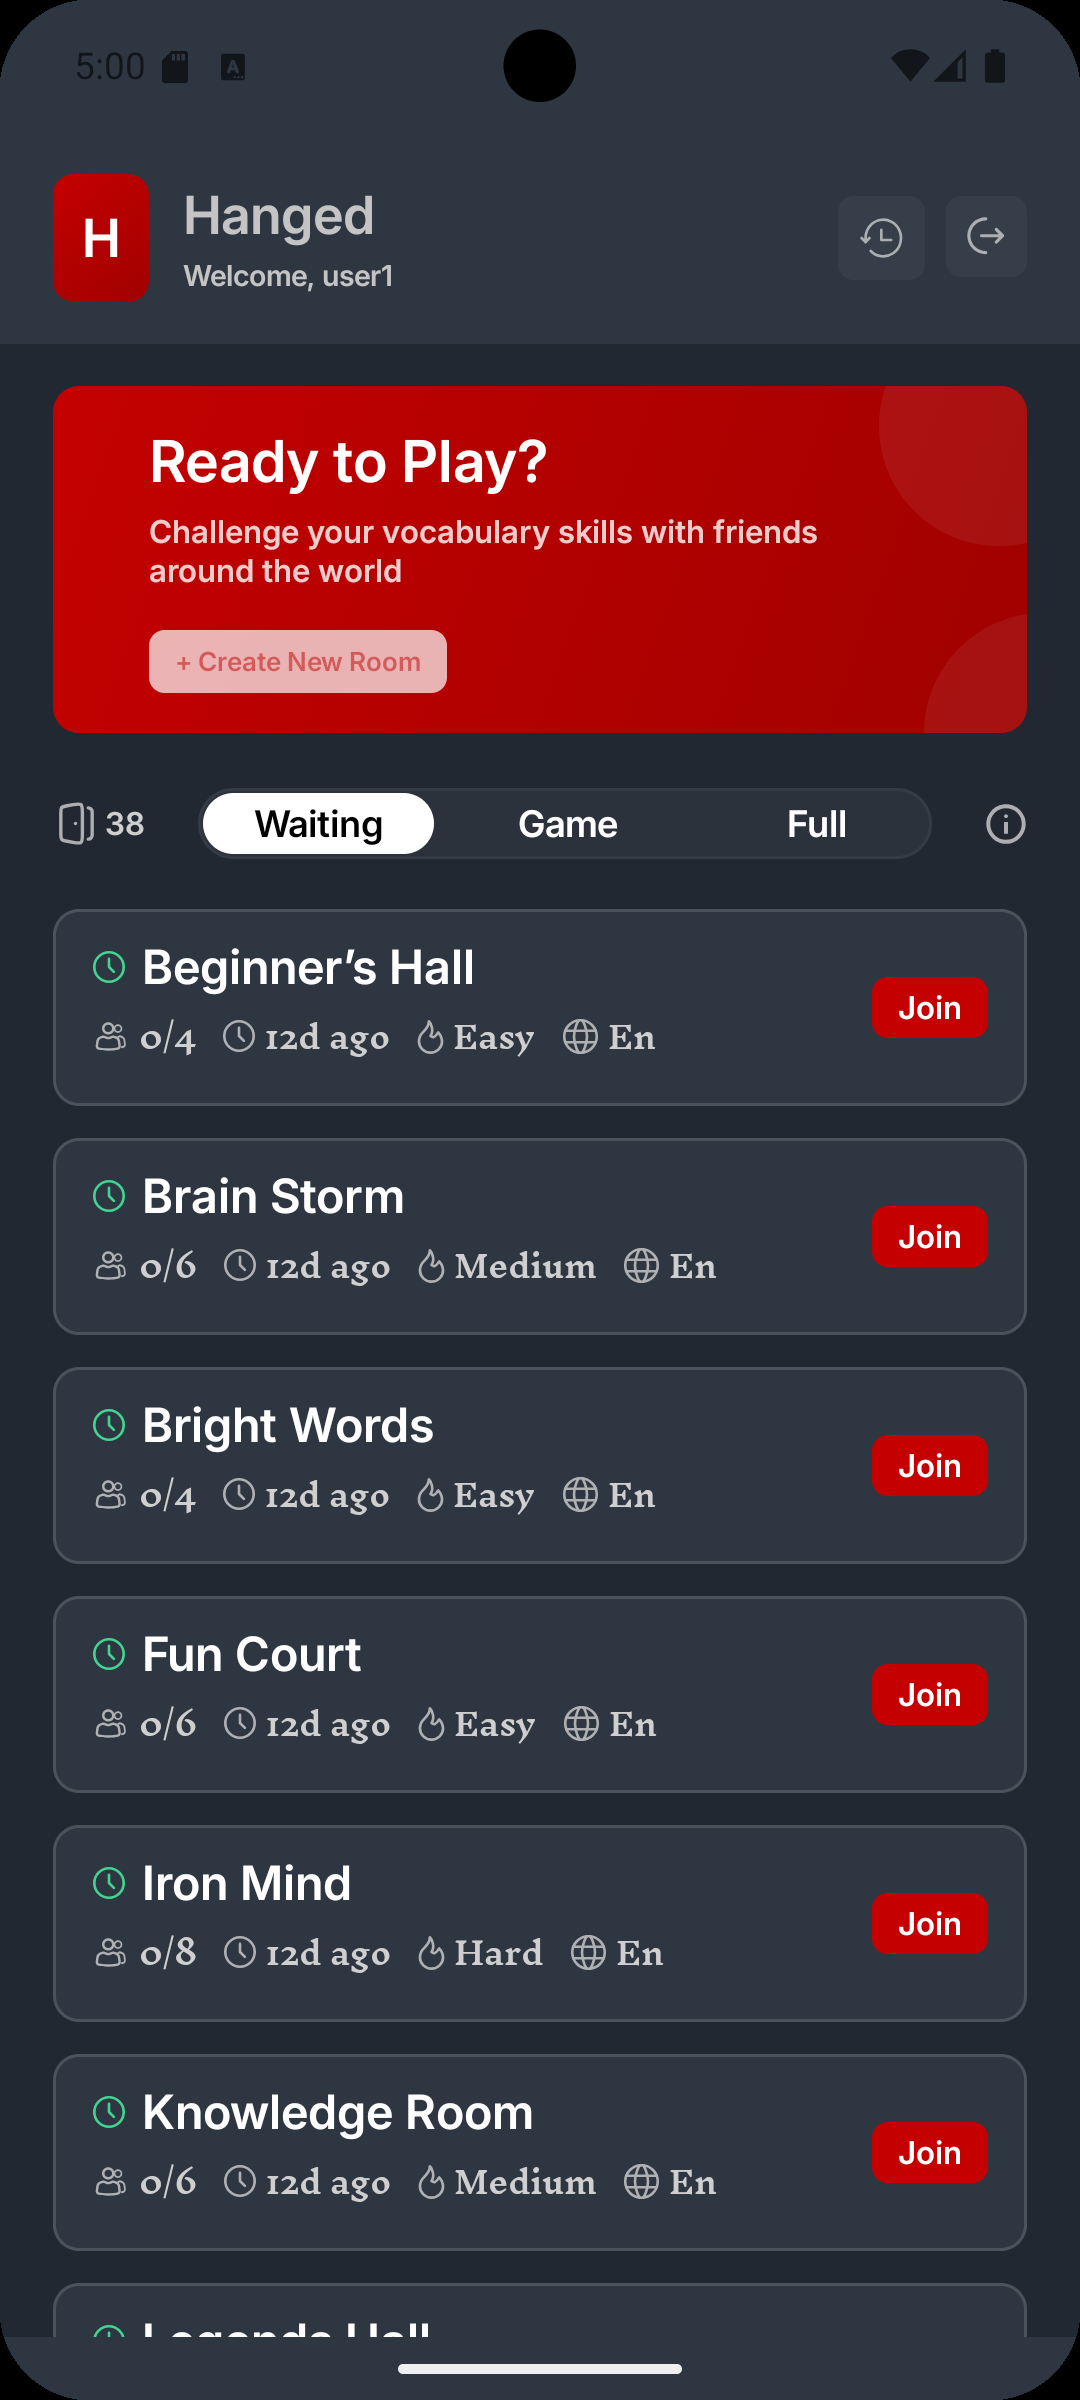 5:00
H
Hanged
Welcome, user1
Ready to Play?
Challenge your vocabulary skills with friends
around the world
+ Create New Room
38
Waiting Game Full
Beginner’s Hall
0/4 12d ago Easy En
Join
Brain Storm
0/6 12d ago Medium En
Join
Bright Words
0/4 12d ago Easy En
Join
Fun Court
0/6 12d ago Easy En
Join
Iron Mind
0/8 12d ago Hard En
Join
Knowledge Room
0/6 12d ago Medium En
Join
Legends Hall